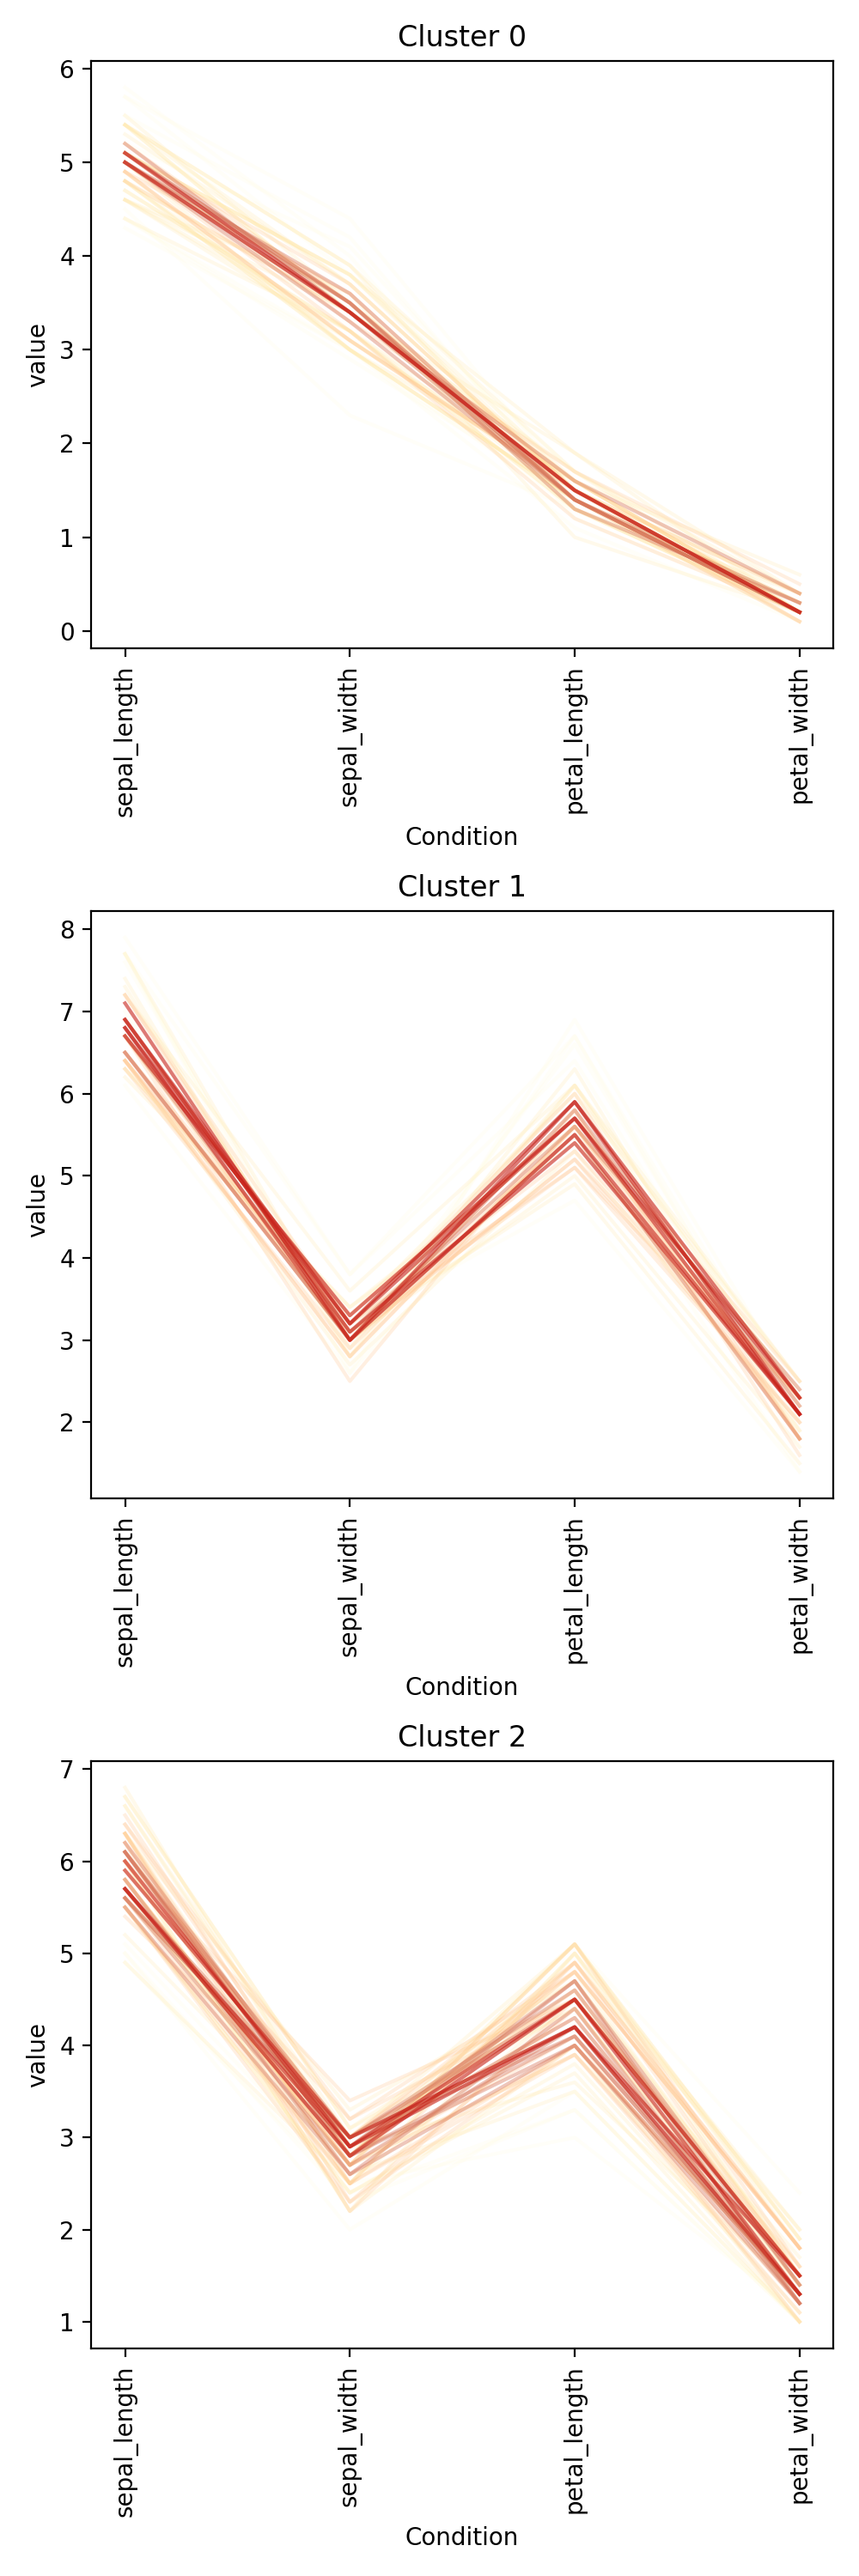 Cluster 0
6
5
4
3
2
1
0
value
sepal_length
sepal_width
petal_length
petal_width
Condition
Cluster 1
8
7
6
5
4
3
2
value
sepal_length
sepal_width
petal_length
petal_width
Condition
Cluster 2
7
6
5
4
3
2
1
value
sepal_length
sepal_width
petal_length
petal_width
Condition